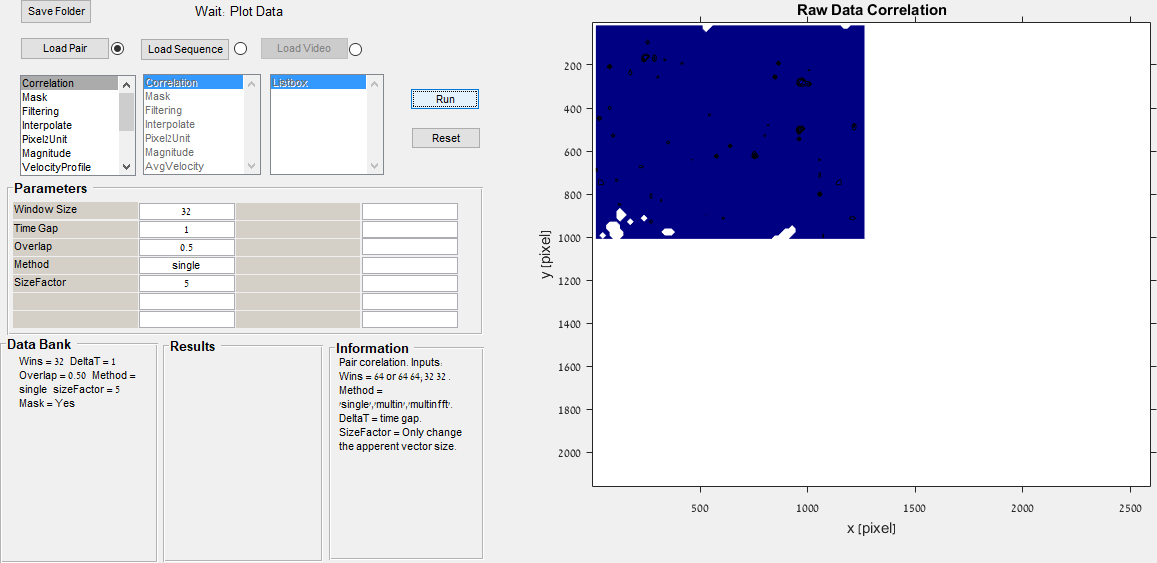 Save Folder
Wait: Plot Data
Load Pair
Load Sequence
Load Video
Correlation
Mask
Filtering
Interpolate
Pixel2Unit
Magnitude
VelocityProfile
Correlation
Mask
Filtering
Interpolate
Pixel2Unit
Magnitude
AvgVelocity
Listbox
Run
Reset
Parameters
Window Size 32
Time Gap 1
Overlap 0.5
Method single
SizeFactor 5
Data Bank
Wins = 32 DeltaT = 1
Overlap = 0.50 Method =
single sizeFactor = 5
Mask = Yes
Results
Information
Pair corelation. Inputs:
Wins = 64 or 64 64, 32 32 .
Method =
'single','multin','multinfft'.
DeltaT = time gap.
SizeFactor = Only change
the apperent vector size.
Raw Data Correlation
200
400
600
800
1000
1200
1400
1600
1800
2000
y [pixel]
500 1000 1500 2000 2500
x [pixel]